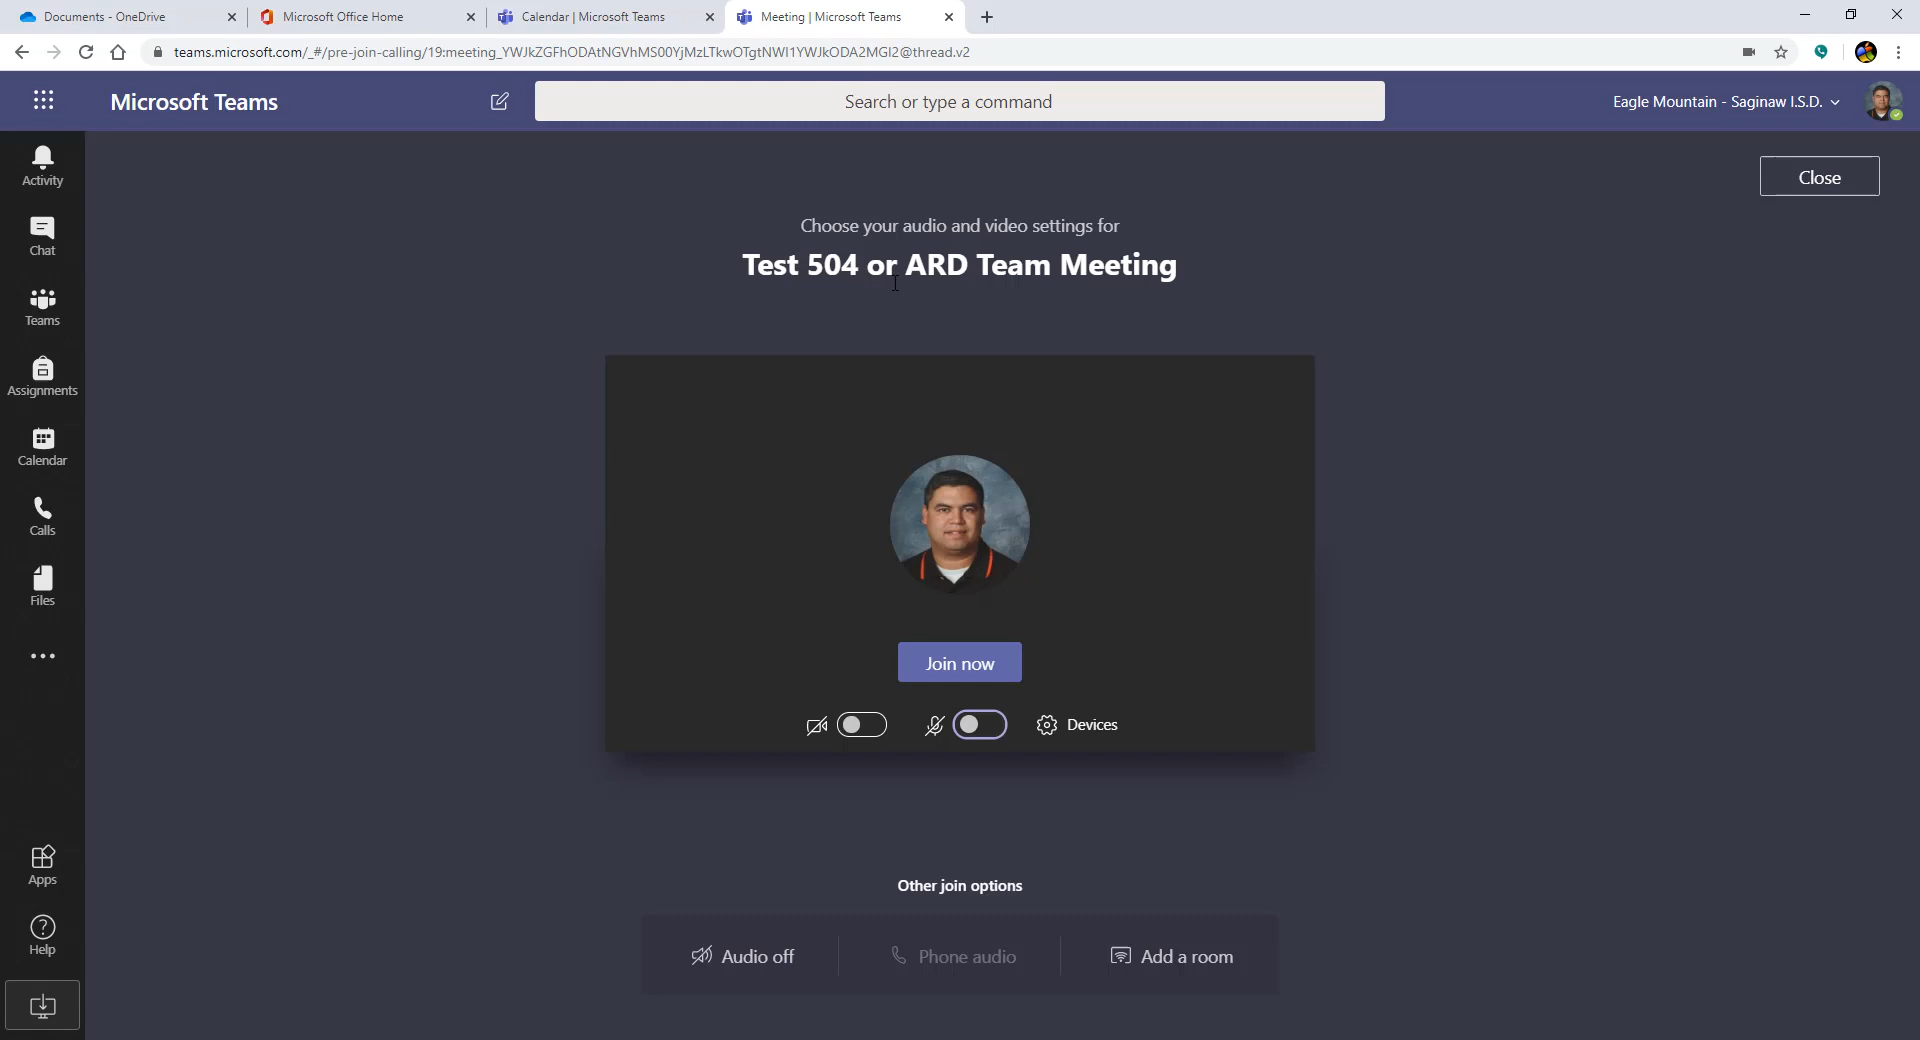 Documents - OneDrive
Microsoft Office Home
Calendar | Microsoft Teams
Meeting | Microsoft Teams
teams.microsoft.com/_#/pre-join-calling/19:meeting_YWJkZGFhODAtNGVhMS00YjMzLTkwOTgtNWI1YWJkODA2MGI2@thread.v2
Microsoft Teams
Search or type a command
Eagle Mountain - Saginaw I.S.D.
Activity
Chat
Teams
Assignments
Calendar
Calls
Files
Apps
Help
Close
Choose your audio and video settings for
Test 504 or ARD Team Meeting
Join now
Devices
Other join options
Audio off
Phone audio
Add a room